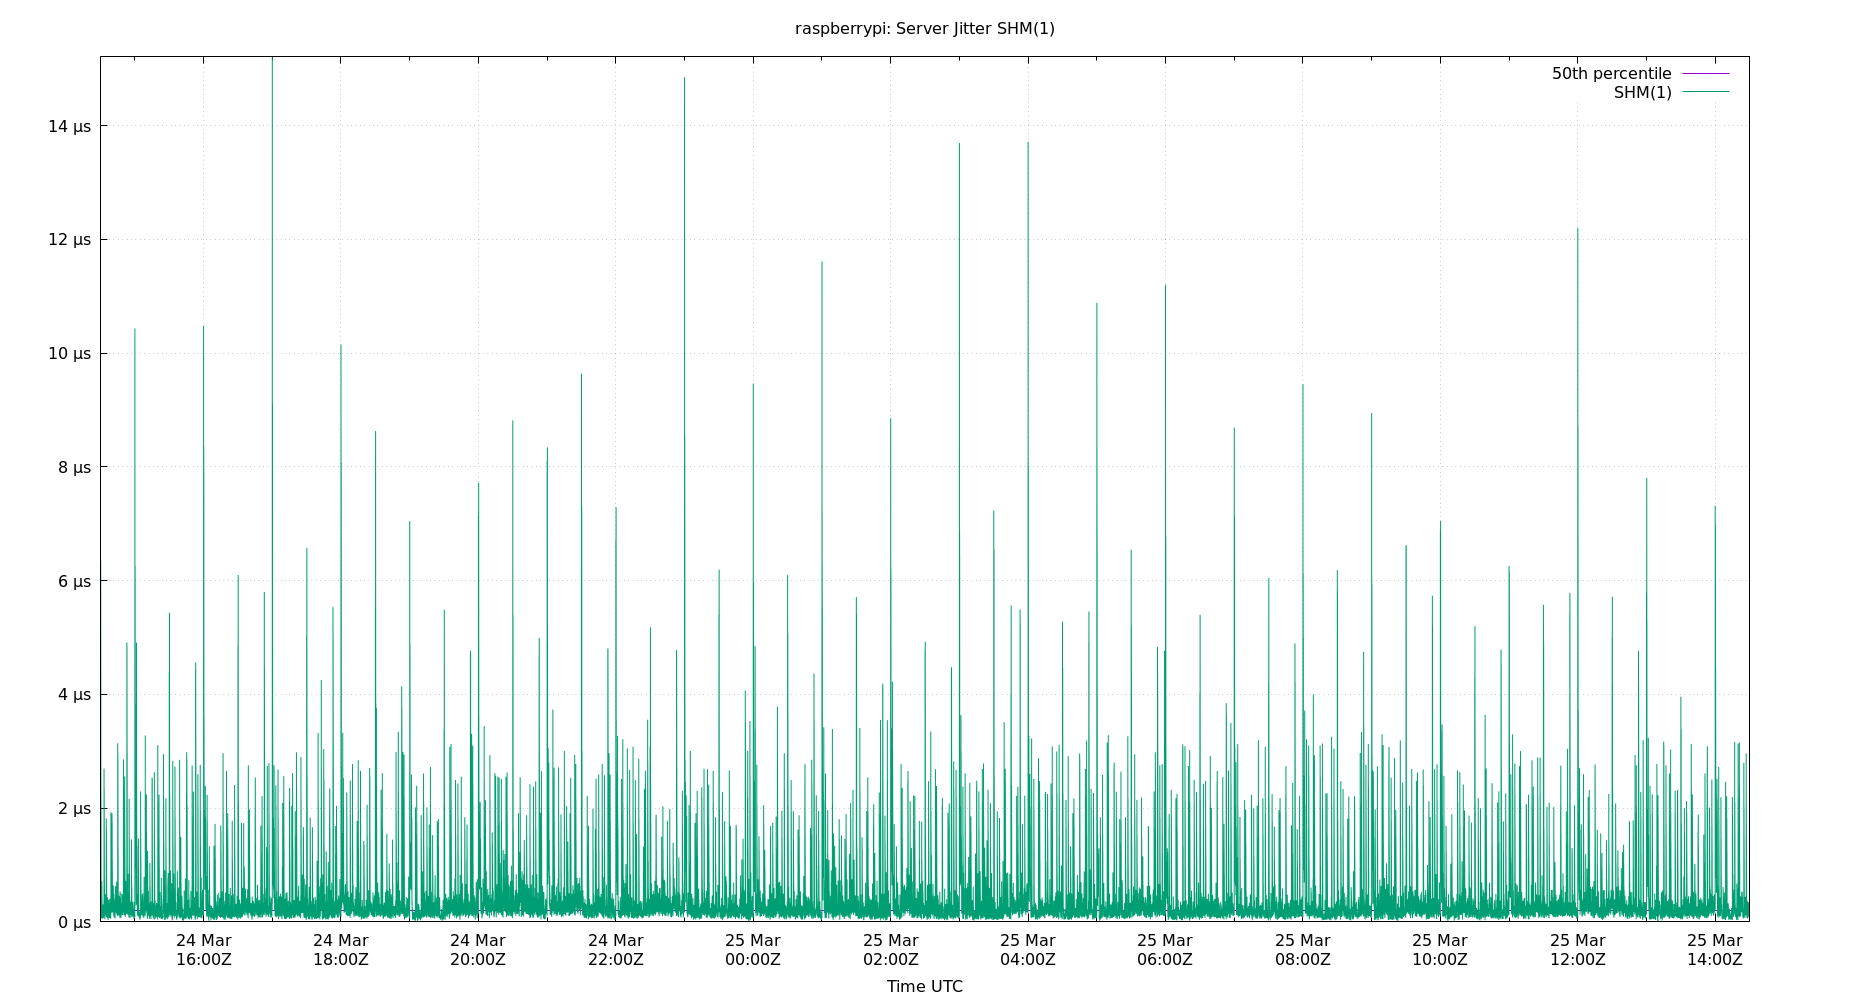 raspberrypi: Server Jitter SHM(1)
50th percentile
SHM(1)
14 µs
12 µs
10 µs
8 µs
6 µs
4 µs
2 µs
0 µs
24 Mar 24 Mar 24 Mar 24 Mar 25 Mar 25 Mar 25 Mar 25 Mar 25 Mar 25 Mar 25 Mar 25 Mar
16:00Z 18:00Z 20:00Z 22:00Z 00:00Z 02:00Z 04:00Z 06:00Z 08:00Z 10:00Z 12:00Z 14:00Z
Time UTC